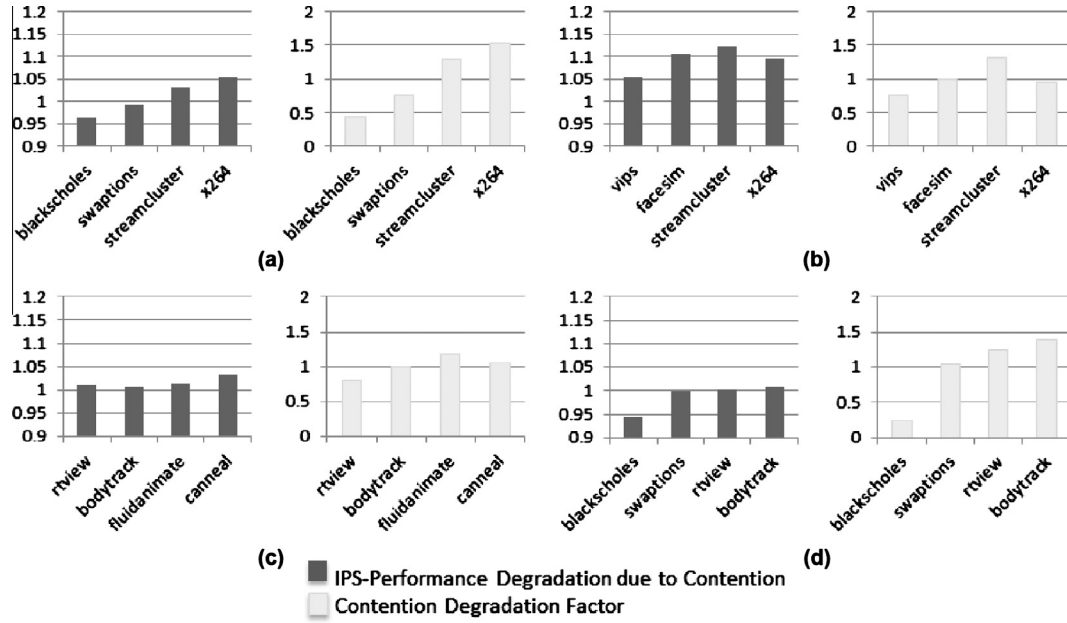 1.2
1.15
1.1
1.05
1
0.95
0.9
blackscholes
swaptions
streamcluster
x264
2
1.5
1
0.5
0
blackscholes
swaptions
streamcluster
x264
(a)
1.2
1.15
1.1
1.05
1
0.95
0.9
vips
facesim
streamcluster
x264
2
1.5
1
0.5
0
vips
facesim
streamcluster
x264
(b)
1.2
1.15
1.1
1.05
1
0.95
0.9
rtview
bodytrack
fluidanimate
canneal
2
1.5
1
0.5
0
rtview
bodytrack
fluidanimate
canneal
(c)
1.2
1.15
1.1
1.05
1
0.95
0.9
blackscholes
swaptions
rtview
bodytrack
2
1.5
1
0.5
0
blackscholes
swaptions
rtview
bodytrack
(d)
IPS-Performance Degradation due to Contention
Contention Degradation Factor